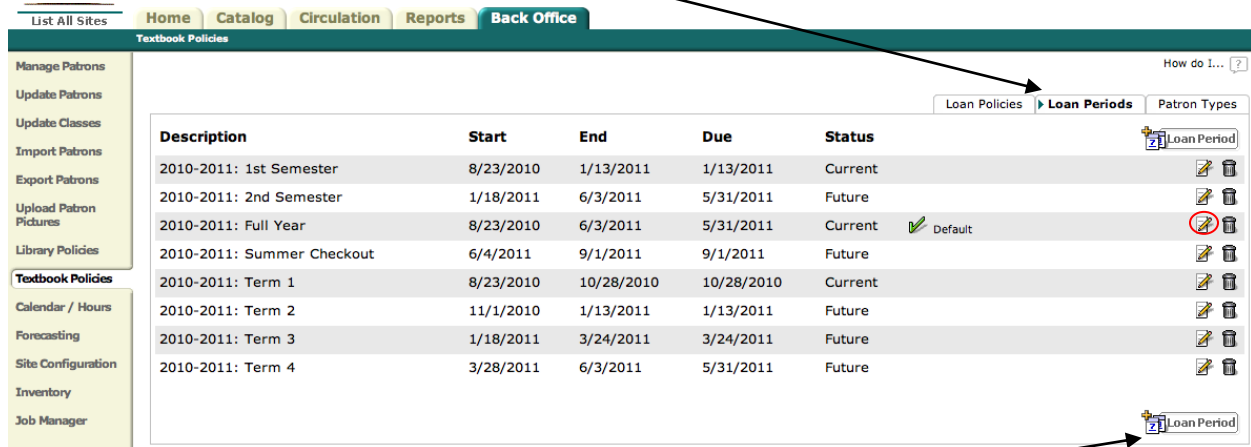 List All Sites
Home Catalog Circulation Reports Back Office
Textbook Policies
How do I... ?
Manage Patrons
Update Patrons
Update Classes
Import Patrons
Export Patrons
Upload Patron
Pictures
Library Policies
Textbook Policies
Calendar / Hours
Forecasting
Site Configuration
Inventory
Job Manager
Loan Policies Loan Periods Patron Types
Description Start End Due Status Loan Period
2010-2011: 1st Semester 8/23/2010 1/13/2011 1/13/2011 Current
2010-2011: 2nd Semester 1/18/2011 6/3/2011 5/31/2011 Future
2010-2011: Full Year 8/23/2010 6/3/2011 5/31/2011 Current Default
2010-2011: Summer Checkout 6/4/2011 9/1/2011 9/1/2011 Future
2010-2011: Term 1 8/23/2010 10/28/2010 10/28/2010 Current
2010-2011: Term 2 11/1/2010 1/13/2011 1/13/2011 Future
2010-2011: Term 3 1/18/2011 3/24/2011 3/24/2011 Future
2010-2011: Term 4 3/28/2011 6/3/2011 5/31/2011 Future
Loan Period